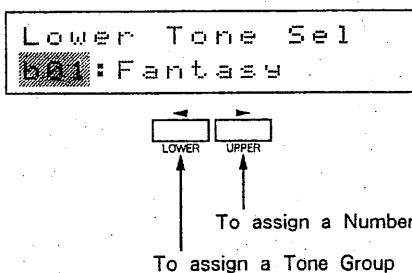 Lower Tone Sel
b01:Fantasy
LOWER UPPER
To assign a Number
To assign a Tone Group